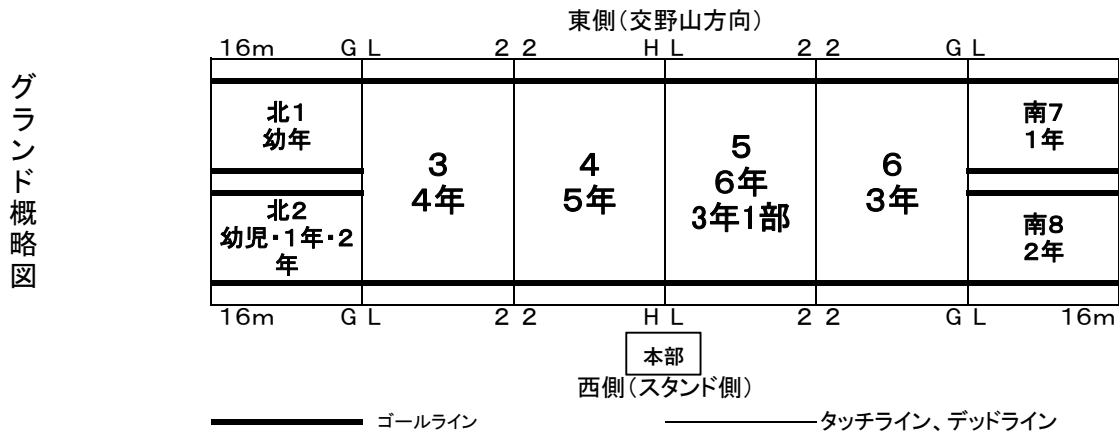 東側(交野山方向)
16m GL 22 HL 22 GL
グランド概略図
北1
幼年
3
4年
4
5年
5
6年
3年1部
6
3年
南7
1年
北2
幼児・1年・2
年
南8
2年
16m GL 22 HL 22 GL 16m
本部
西側(スタンド側)
ゴールライン
タッチライン、デッドライン